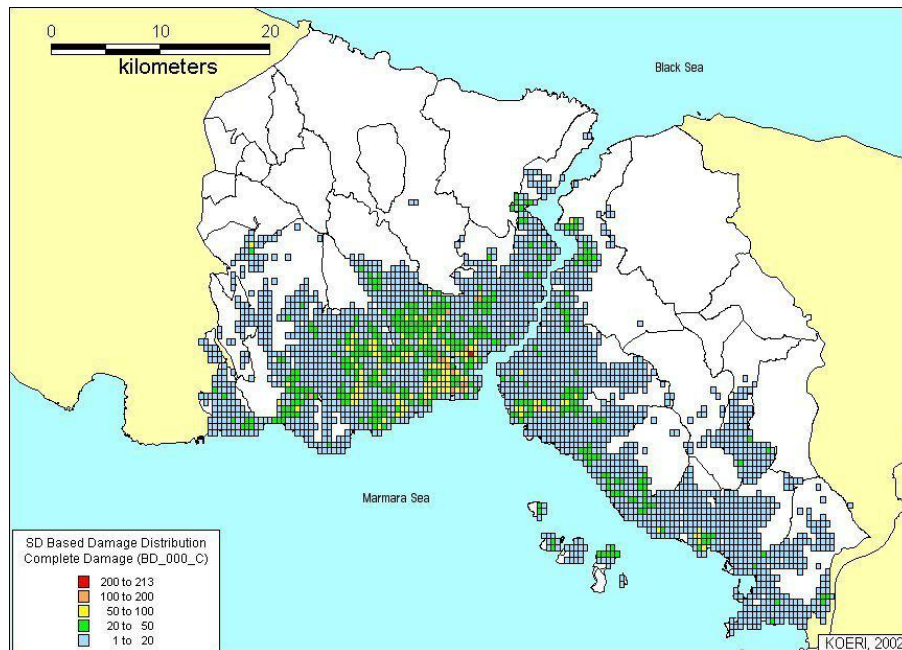 0 10 20
kilometers
Black Sea
Marmara Sea
SD Based Damage Distribution
Complete Damage (BD_000_C)
200 to 213
100 to 200
50 to 100
20 to 50
1 to 20
KOERI, 2002